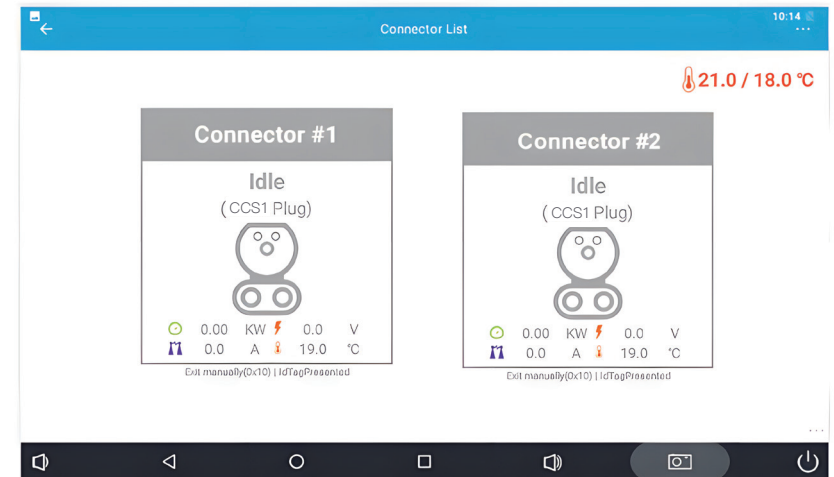 10:14
Connector List
21.0 / 18.0 ℃
Connector #1
Idle
( CCS1 Plug)
0.00 KW 0.0 V
0.0 A 19.0 ℃
Exit manually(0x10) | IdTagPresented
Connector #2
Idle
( CCS1 Plug)
0.00 KW 0.0 V
0.0 A 19.0 ℃
Exit manually(0x10) | IdTagPresented